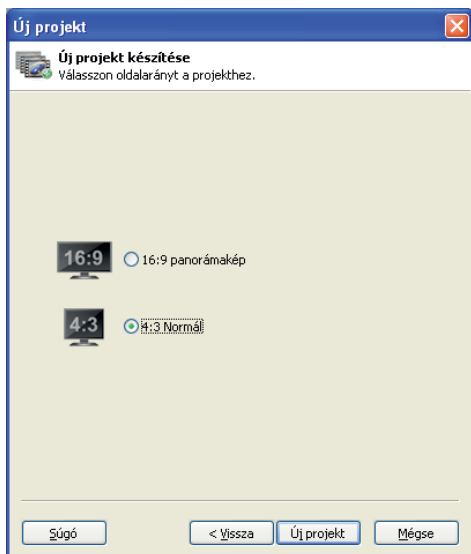 Új projekt
Új projekt készítése
Válasszon oldalarányt a projekthez.
16:9
16:9 panorámakép
4:3
4:3 Normál
Súgó
< Vissza
Új projekt
Mégse